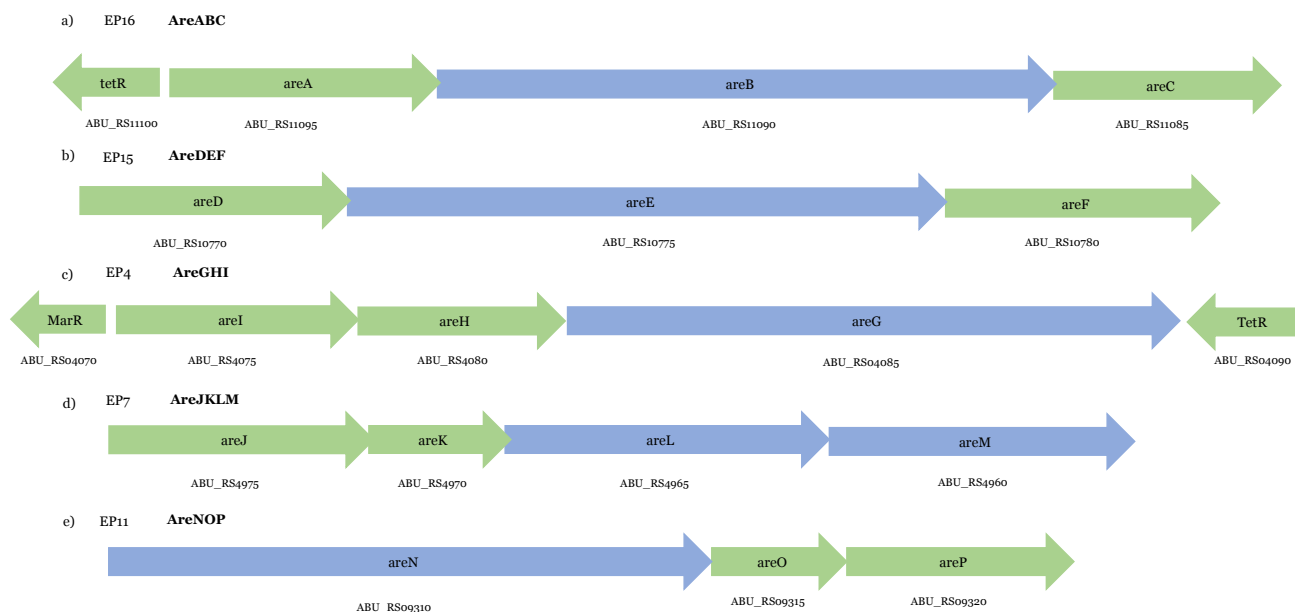 a) EP16 AreABC
tetR areA areB areC
ABU_RS11100 ABU_RS11095 ABU_RS11090 ABU_RS11085
b) EP15 AreDEF
areD areE areF
ABU_RS10770 ABU_RS10775 ABU_RS10780
c) EP4 AreGHI
MarR areI areH areG TetR
ABU_RS04070 ABU_RS4075 ABU_RS4080 ABU_RS04085 ABU_RS04090
d) EP7 AreJKLM
areJ areK areL areM
ABU_RS4975 ABU_RS4970 ABU_RS4965 ABU_RS4960
e) EP11 AreNOP
areN areO areP
ABU_RS09310 ABU_RS09315 ABU_RS09320